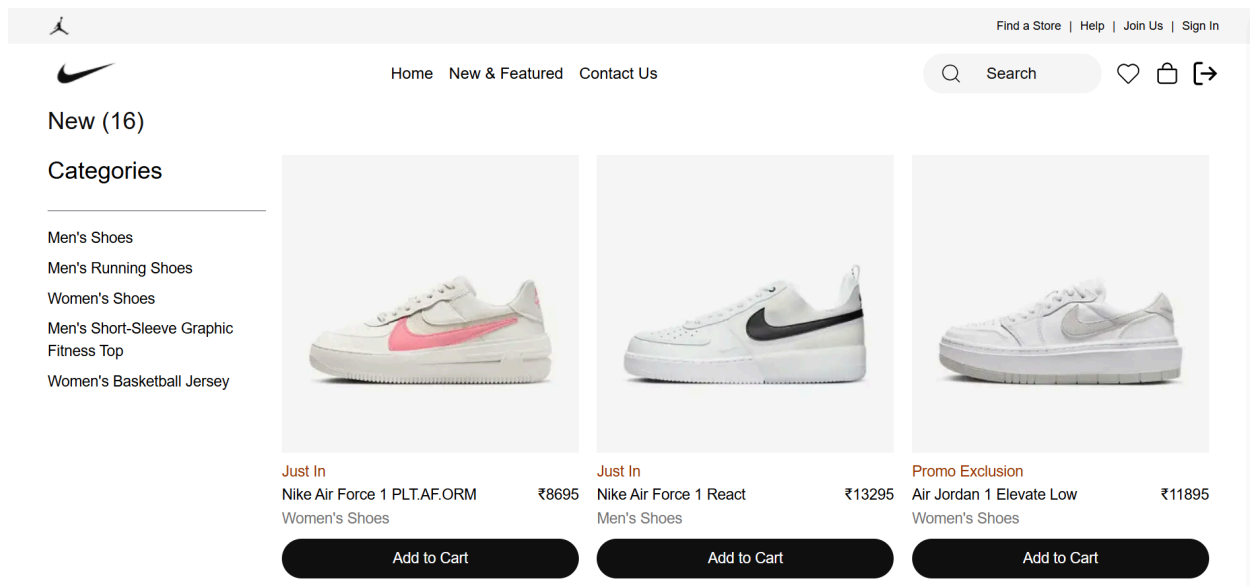 Find a Store | Help | Join Us | Sign In
Home New & Featured Contact Us Search
New (16)
Categories
Men's Shoes
Men's Running Shoes
Women's Shoes
Men's Short-Sleeve Graphic
Fitness Top
Women's Basketball Jersey
Just In
Nike Air Force 1 PLT.AF.ORM ₹8695
Women's Shoes
Add to Cart
Just In
Nike Air Force 1 React ₹13295
Men's Shoes
Add to Cart
Promo Exclusion
Air Jordan 1 Elevate Low ₹11895
Women's Shoes
Add to Cart